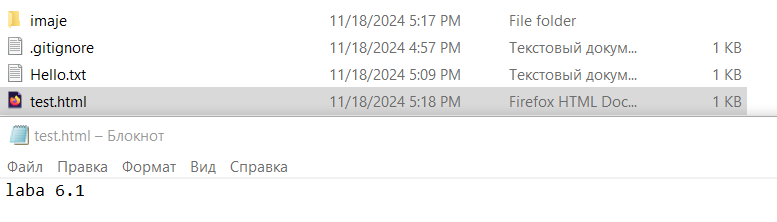 imaje 11/18/2024 5:17 PM File folder
.gitignore 11/18/2024 4:57 PM Текстовый докум... 1 KB
Hello.txt 11/18/2024 5:09 PM Текстовый докум... 1 KB
test.html 11/18/2024 5:18 PM Firefox HTML Doc... 1 KB
test.html – Блокнот
Файл Правка Формат Вид Справка
laba 6.1